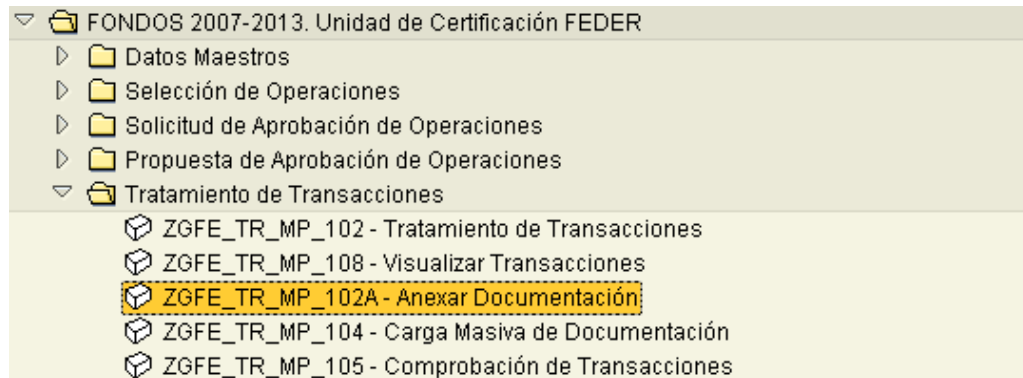 FONDOS 2007-2013. Unidad de Certificación FEDER
Datos Maestros
Selección de Operaciones
Solicitud de Aprobación de Operaciones
Propuesta de Aprobación de Operaciones
Tratamiento de Transacciones
ZGFE_TR_MP_102 - Tratamiento de Transacciones
ZGFE_TR_MP_108 - Visualizar Transacciones
ZGFE_TR_MP_102A - Anexar Documentación
ZGFE_TR_MP_104 - Carga Masiva de Documentación
ZGFE_TR_MP_105 - Comprobación de Transacciones